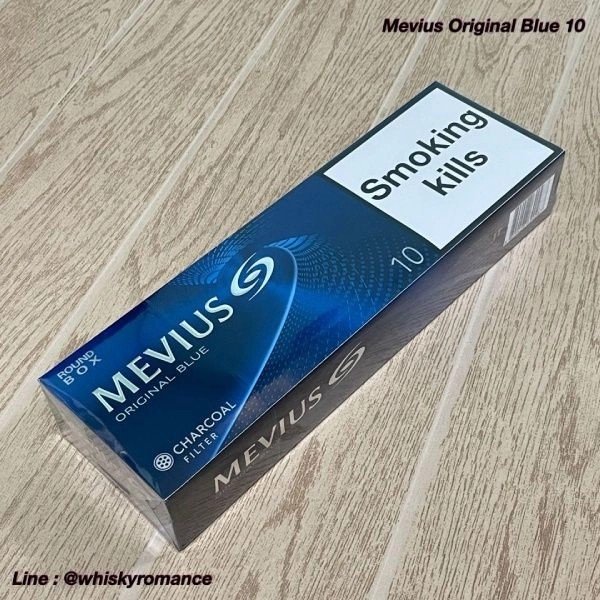 Mevius Original Blue 10
Smoking
kills
10
ROUND
BOX
MEVIUS
ORIGINAL BLUE
CHARCOAL
FILTER
MEVIUS
Line : @whiskyromance